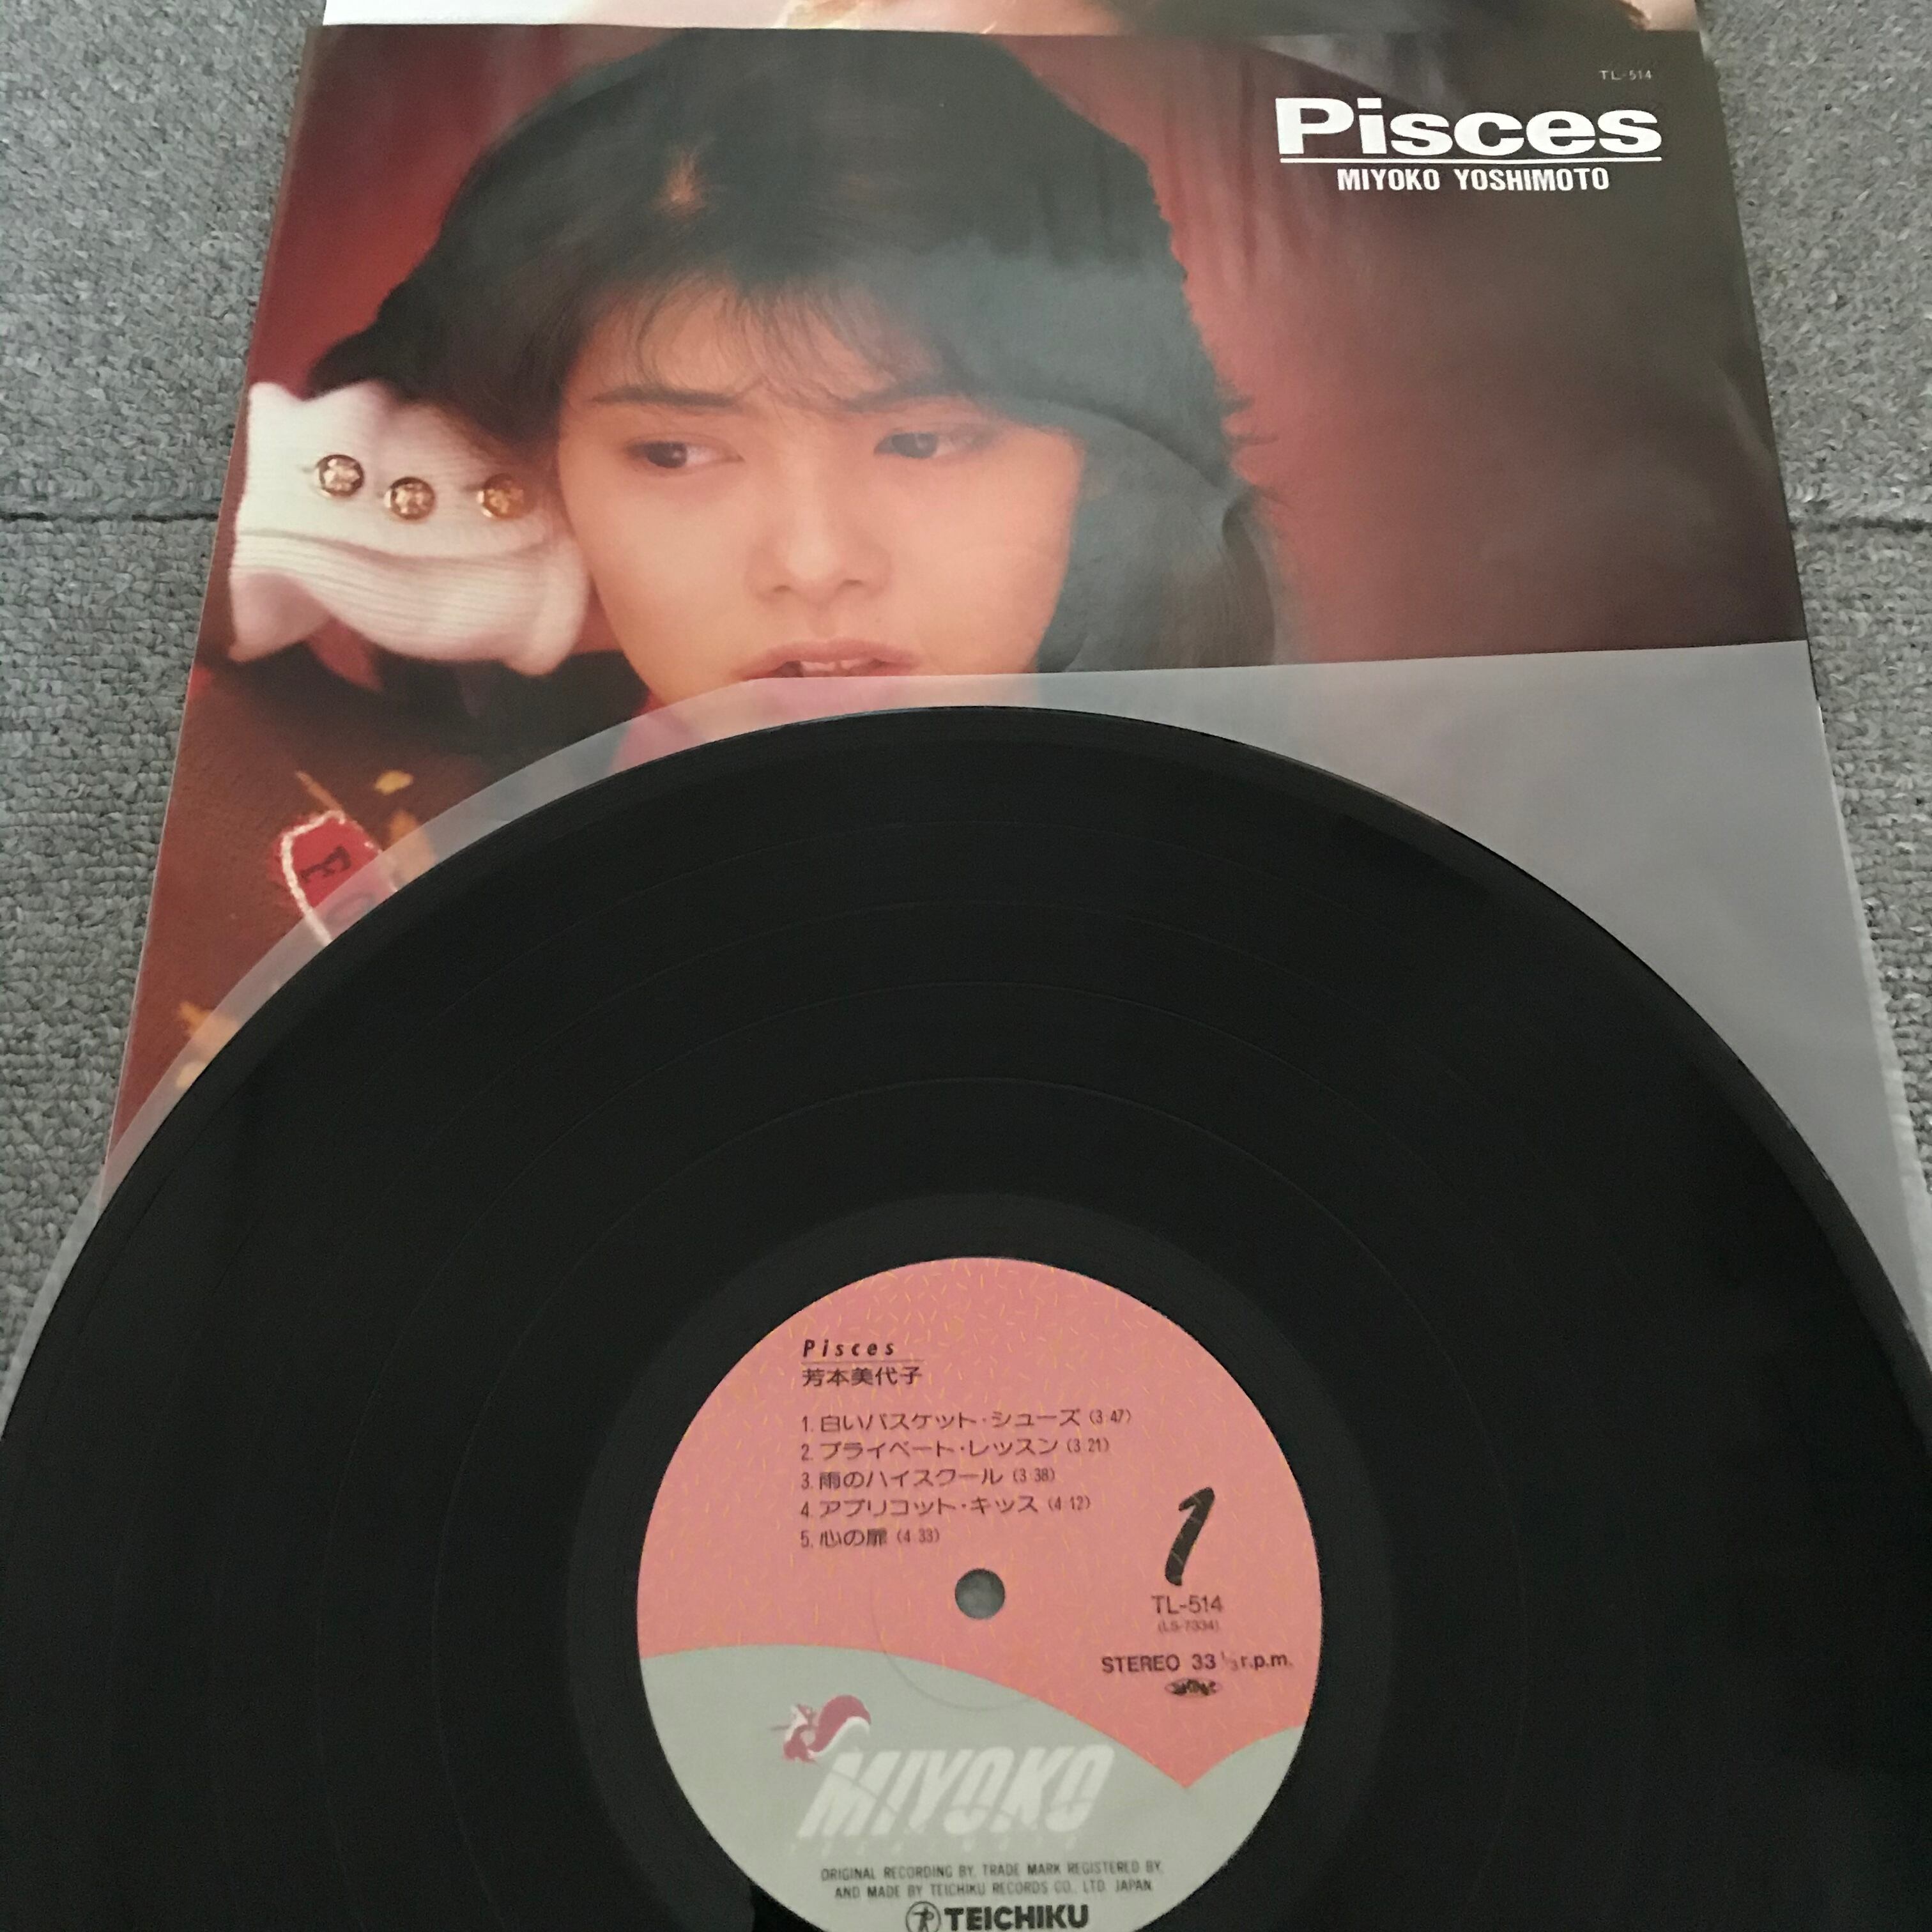 TL-514
Pisces
MIYOKO YOSHIMOTO
Pisces
芳本美代子
1. 白いバスケット・シューズ (3:47)
2. プライベート・レッスン (3:21)
3. 雨のハイスクール (3:38)
4. アプリコット・キッス (4:12)
5. 心の扉 (4:33)
1
TL-514
(LS-7334)
STEREO 33 1/3 r.p.m.
MIYOKO
ORIGINAL RECORDING BY, TRADE MARK REGISTERED BY,
AND MADE BY TEICHIKU RECORDS CO., LTD. JAPAN
TEICHIKU